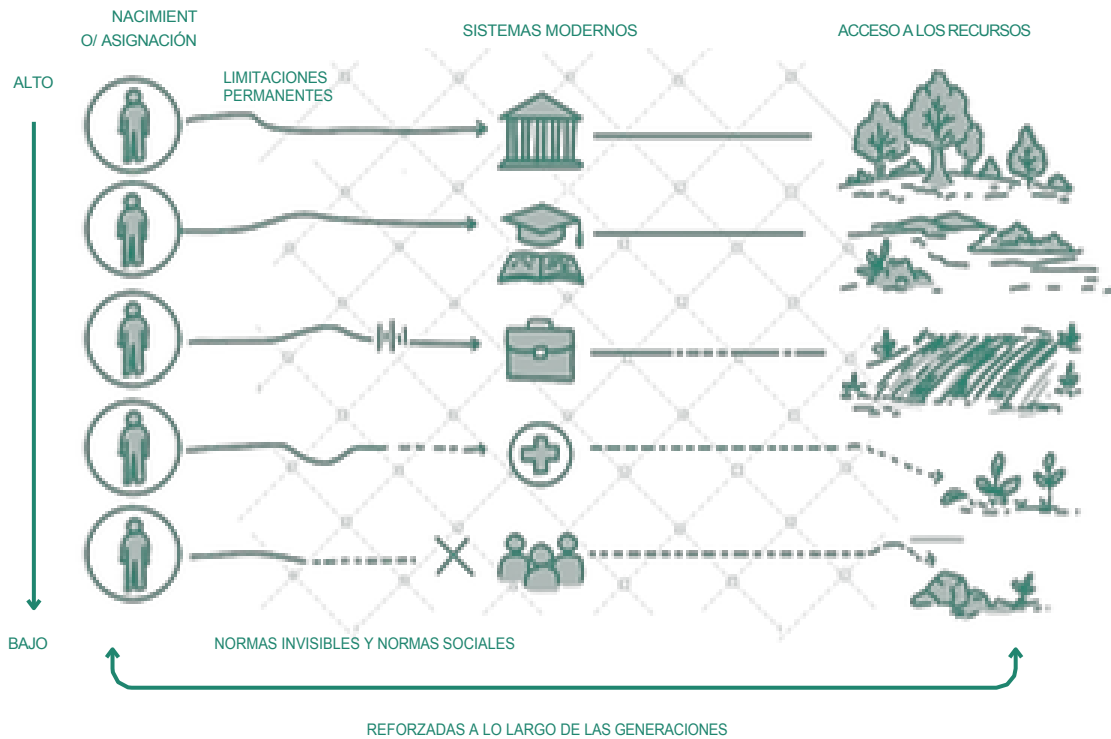 NACIMIENT
O/ ASIGNACIÓN
SISTEMAS MODERNOS
ACCESO A LOS RECURSOS
ALTO
LIMITACIONES
PERMANENTES
BAJO
NORMAS INVISIBLES Y NORMAS SOCIALES
REFORZADAS A LO LARGO DE LAS GENERACIONES